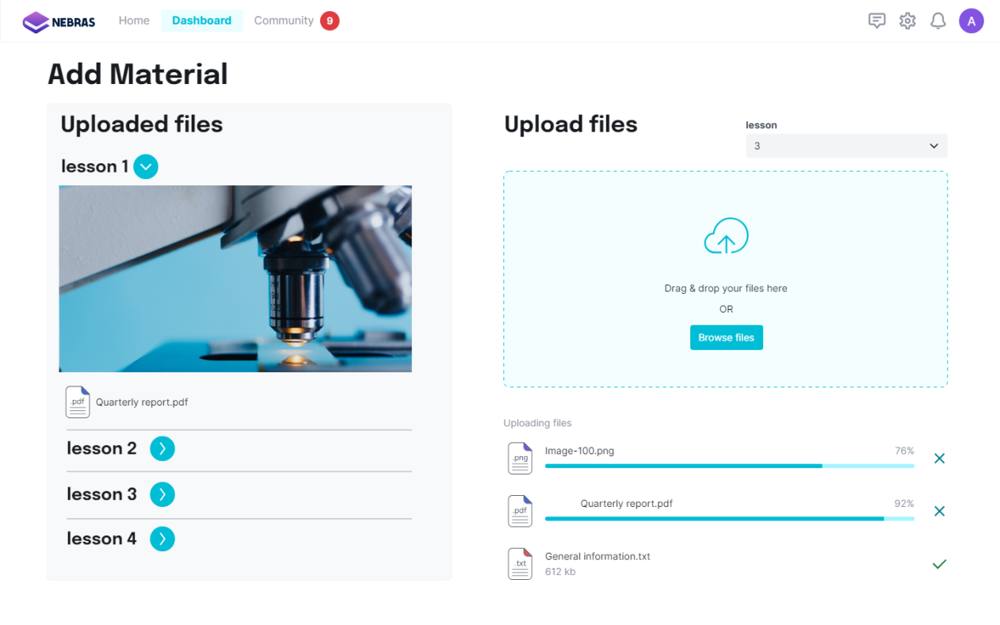 NEBRAS
Home
Dashboard
Community
9
A
Add Material
Uploaded files
lesson 1
.pdf
Quarterly report.pdf
lesson 2
lesson 3
lesson 4
Upload files
lesson
3
Drag & drop your files here
OR
Browse files
Uploading files
.png
Image-100.png
76%
.pdf
Quarterly report.pdf
92%
.txt
General information.txt
612 kb